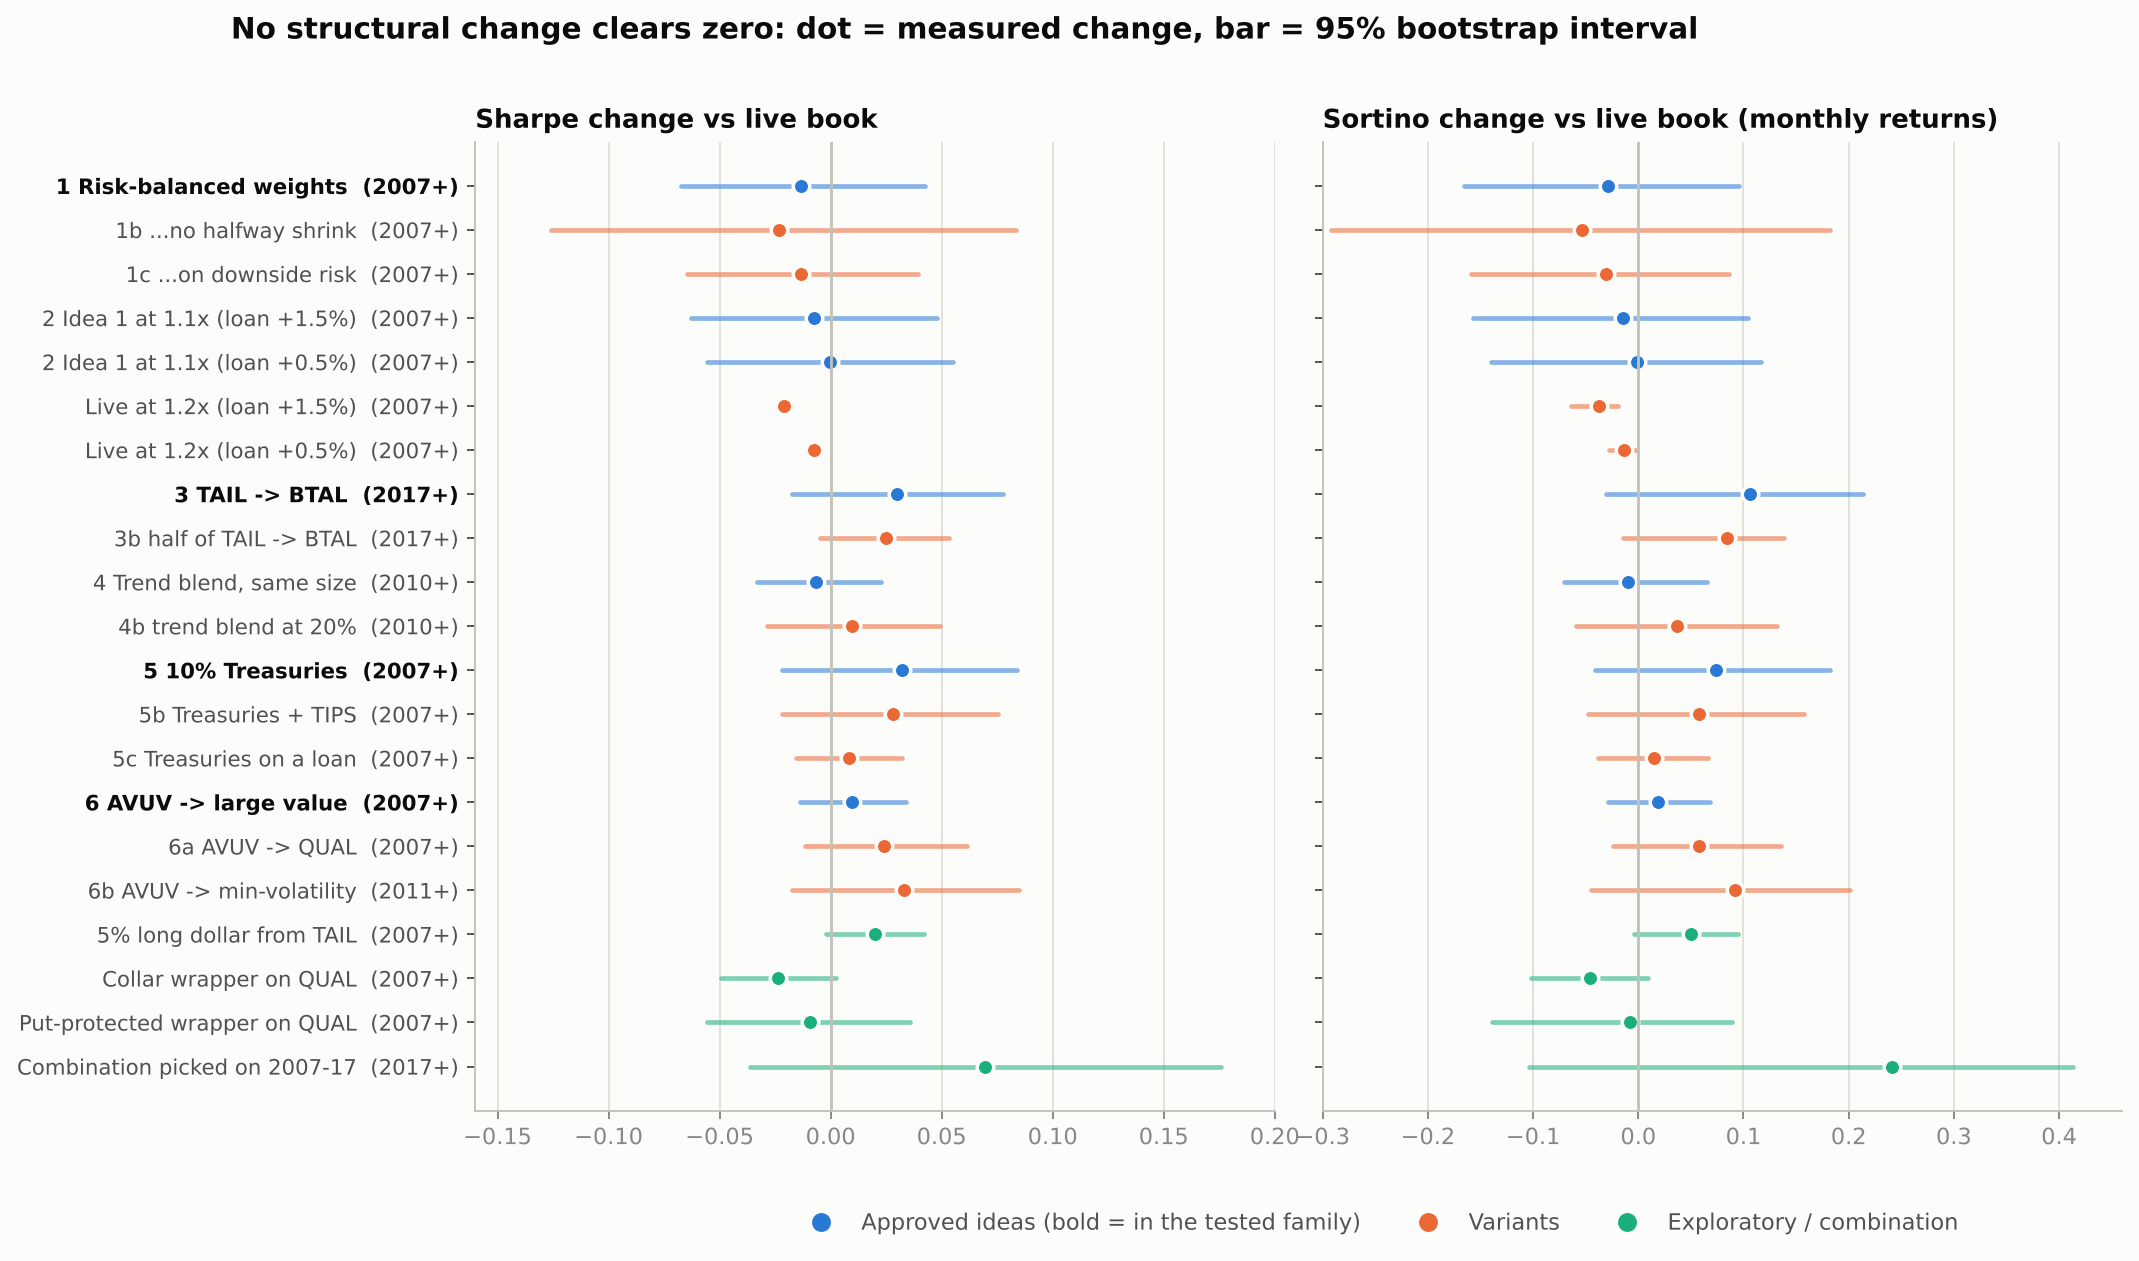 No structural change clears zero: dot = measured change, bar = 95% bootstrap interval
Sharpe change vs live book
Sortino change vs live book (monthly returns)
1 Risk-balanced weights (2007+)
1b ...no halfway shrink (2007+)
1c ...on downside risk (2007+)
2 Idea 1 at 1.1x (loan +1.5%) (2007+)
2 Idea 1 at 1.1x (loan +0.5%) (2007+)
Live at 1.2x (loan +1.5%) (2007+)
Live at 1.2x (loan +0.5%) (2007+)
3 TAIL -> BTAL (2017+)
3b half of TAIL -> BTAL (2017+)
4 Trend blend, same size (2010+)
4b trend blend at 20% (2010+)
5 10% Treasuries (2007+)
5b Treasuries + TIPS (2007+)
5c Treasuries on a loan (2007+)
6 AVUV -> large value (2007+)
6a AVUV -> QUAL (2007+)
6b AVUV -> min-volatility (2011+)
5% long dollar from TAIL (2007+)
Collar wrapper on QUAL (2007+)
Put-protected wrapper on QUAL (2007+)
Combination picked on 2007-17 (2017+)
−0.15 −0.10 −0.05 0.00 0.05 0.10 0.15 0.20
−0.3 −0.2 −0.1 0.0 0.1 0.2 0.3 0.4
Approved ideas (bold = in the tested family)
Variants
Exploratory / combination